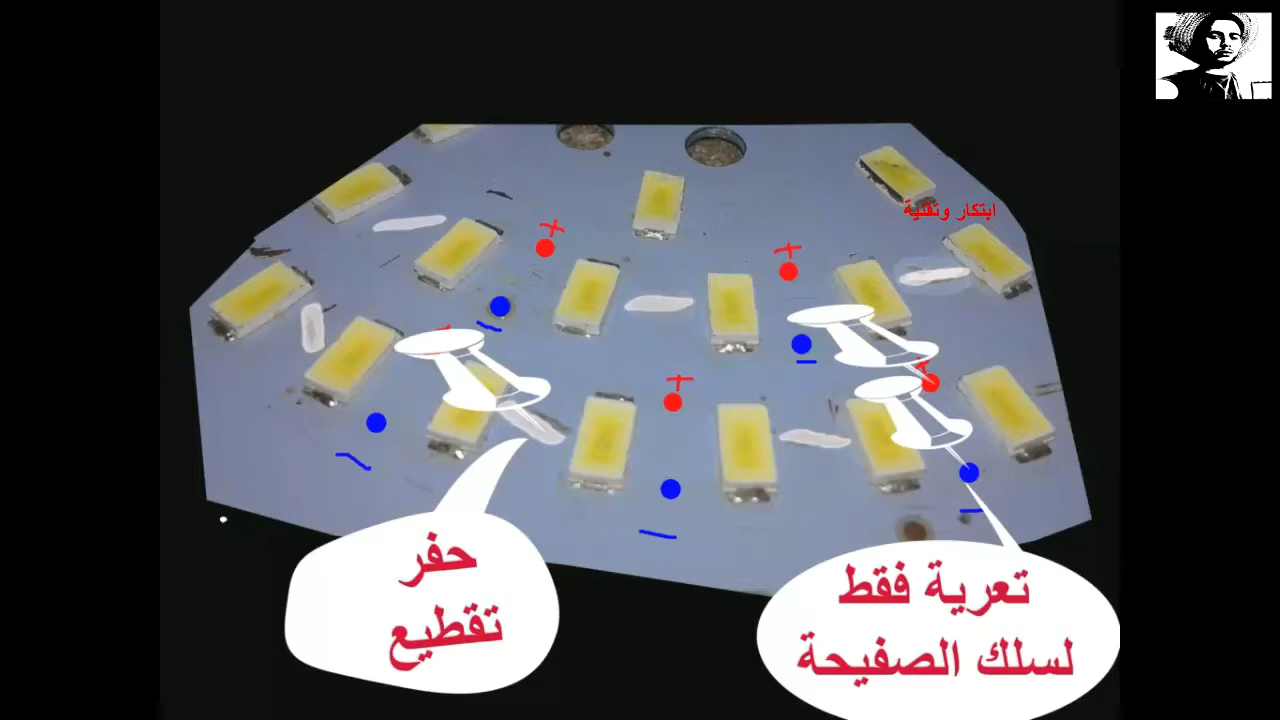 ابتكار وتقنية
حفر
تقطيع
تعرية فقط
لسلك الصفيحة